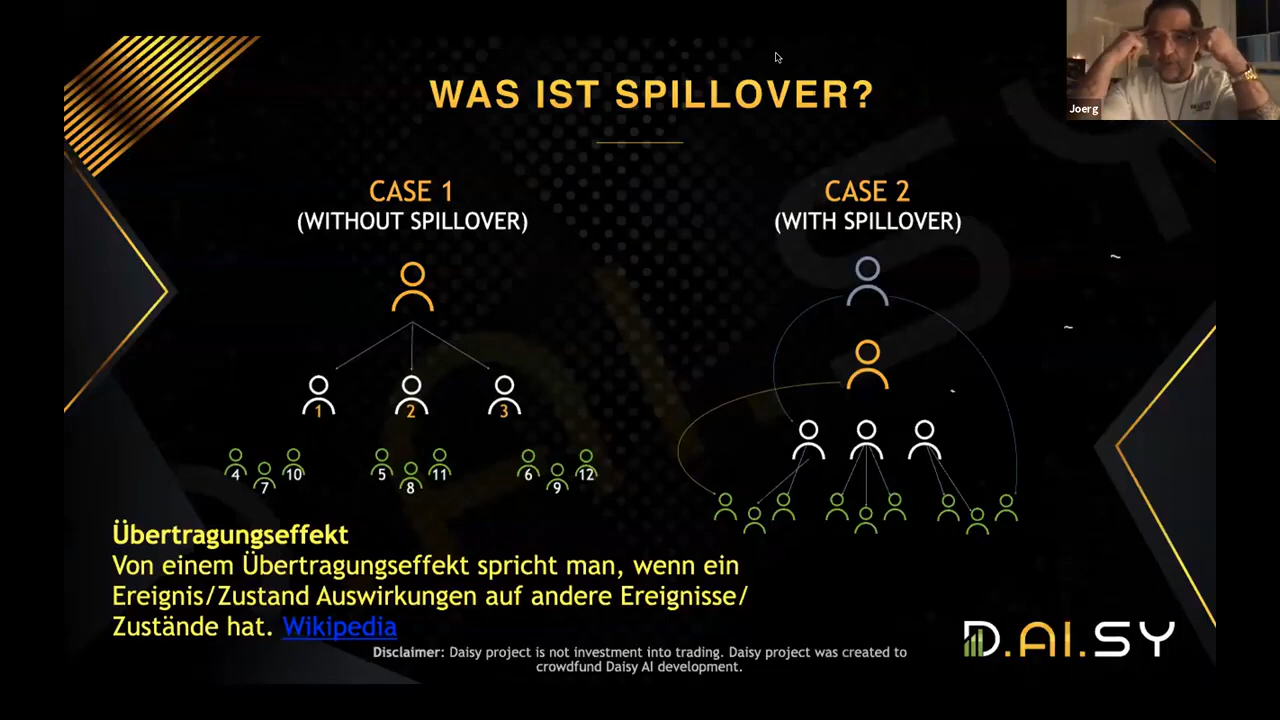 WAS IST SPILLOVER?
Joerg
CASE 1
(WITHOUT SPILLOVER)
CASE 2
(WITH SPILLOVER)
1
2
3
4
7
10
5
8
11
6
9
12
Übertragungseffekt
Von einem Übertragungseffekt spricht man, wenn ein
Ereignis/Zustand Auswirkungen auf andere Ereignisse/
Zustände hat. Wikipedia
Disclaimer: Daisy project is not investment into trading. Daisy project was created to
crowdfund Daisy AI development.
D.AI.SY